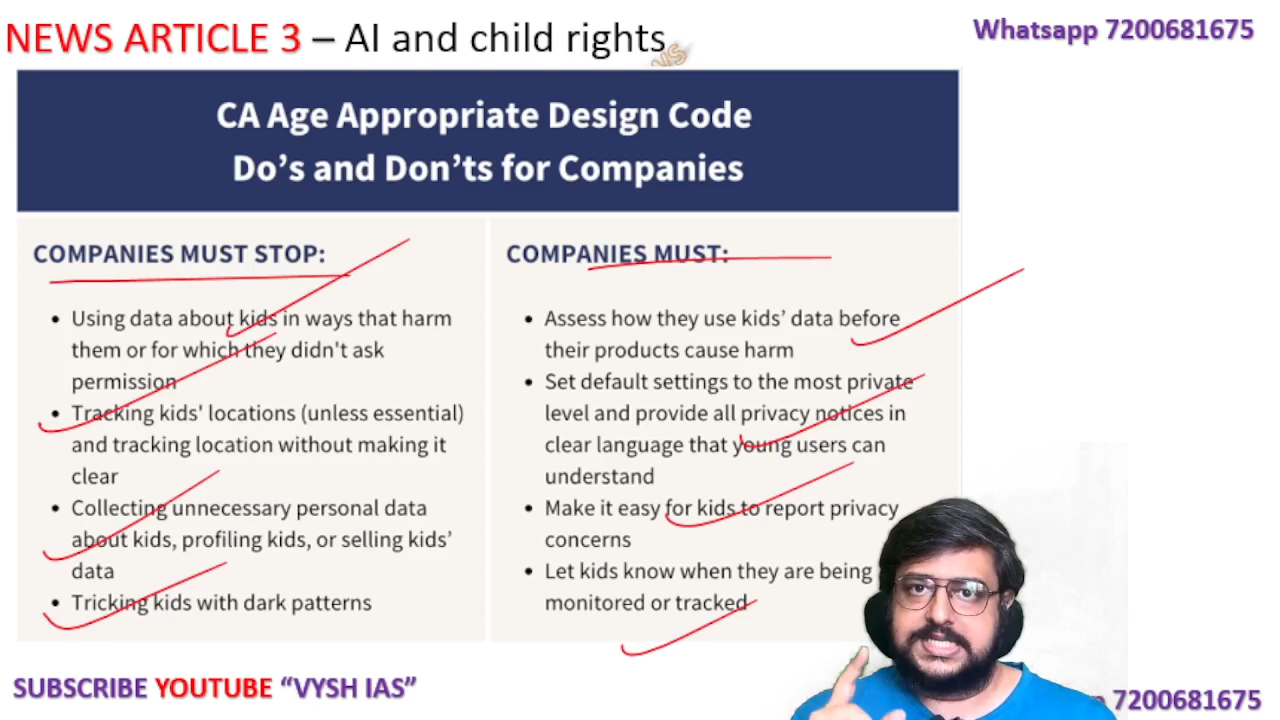 NEWS ARTICLE 3 – AI and child rights
Whatsapp 7200681675
CA Age Appropriate Design Code
Do's and Don'ts for Companies
COMPANIES MUST STOP:
• Using data about kids in ways that harm
them or for which they didn't ask
permission
• Tracking kids' locations (unless essential)
and tracking location without making it
clear
• Collecting unnecessary personal data
about kids, profiling kids, or selling kids'
data
• Tricking kids with dark patterns
COMPANIES MUST:
• Assess how they use kids' data before
their products cause harm
• Set default settings to the most private
level and provide all privacy notices in
clear language that young users can
understand
• Make it easy for kids to report privacy
concerns
• Let kids know when they are being
monitored or tracked
SUBSCRIBE YOUTUBE “VYSH IAS”
7200681675